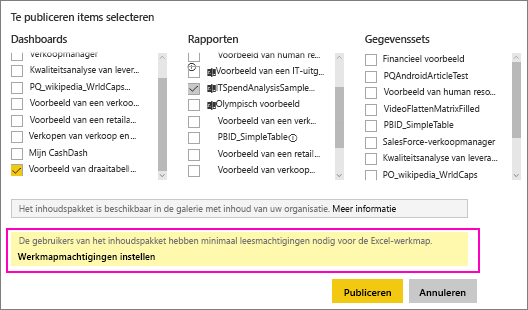 Te publiceren items selecteren
Dashboards
Verkoopmanager
Kwaliteitsanalyse van lever...
PQ_wikipedia_WrldCaps...
Voorbeeld van een verkoo...
Voorbeeld van een retaila...
Verkopen van verkoop en...
Mijn CashDash
Voorbeeld van draaitabell...
Rapporten
Voorbeeld van human re...
Voorbeeld van een IT-uitg...
ITSpendAnalysisSample...
Olympisch voorbeeld
Voorbeeld van een verk...
PBID_SimpleTable
Voorbeeld van een retail...
Voorbeeld van verkoop...
Gegevenssets
Financieel voorbeeld
PQAndroidArticleTest
Voorbeeld van human reso...
VideoFlattenMatrixFilled
PBID_SimpleTable
SalesForce-verkoopmanager
Kwaliteitsanalyse van levera...
PO_wikipedia_WrldCaps
Het inhoudspakket is beschikbaar in de galerie met inhoud van uw organisatie. Meer informatie
De gebruikers van het inhoudspakket hebben minimaal leesmachtigingen nodig voor de Excel-werkmap.
Werkmapmachtigingen instellen
Publiceren
Annuleren